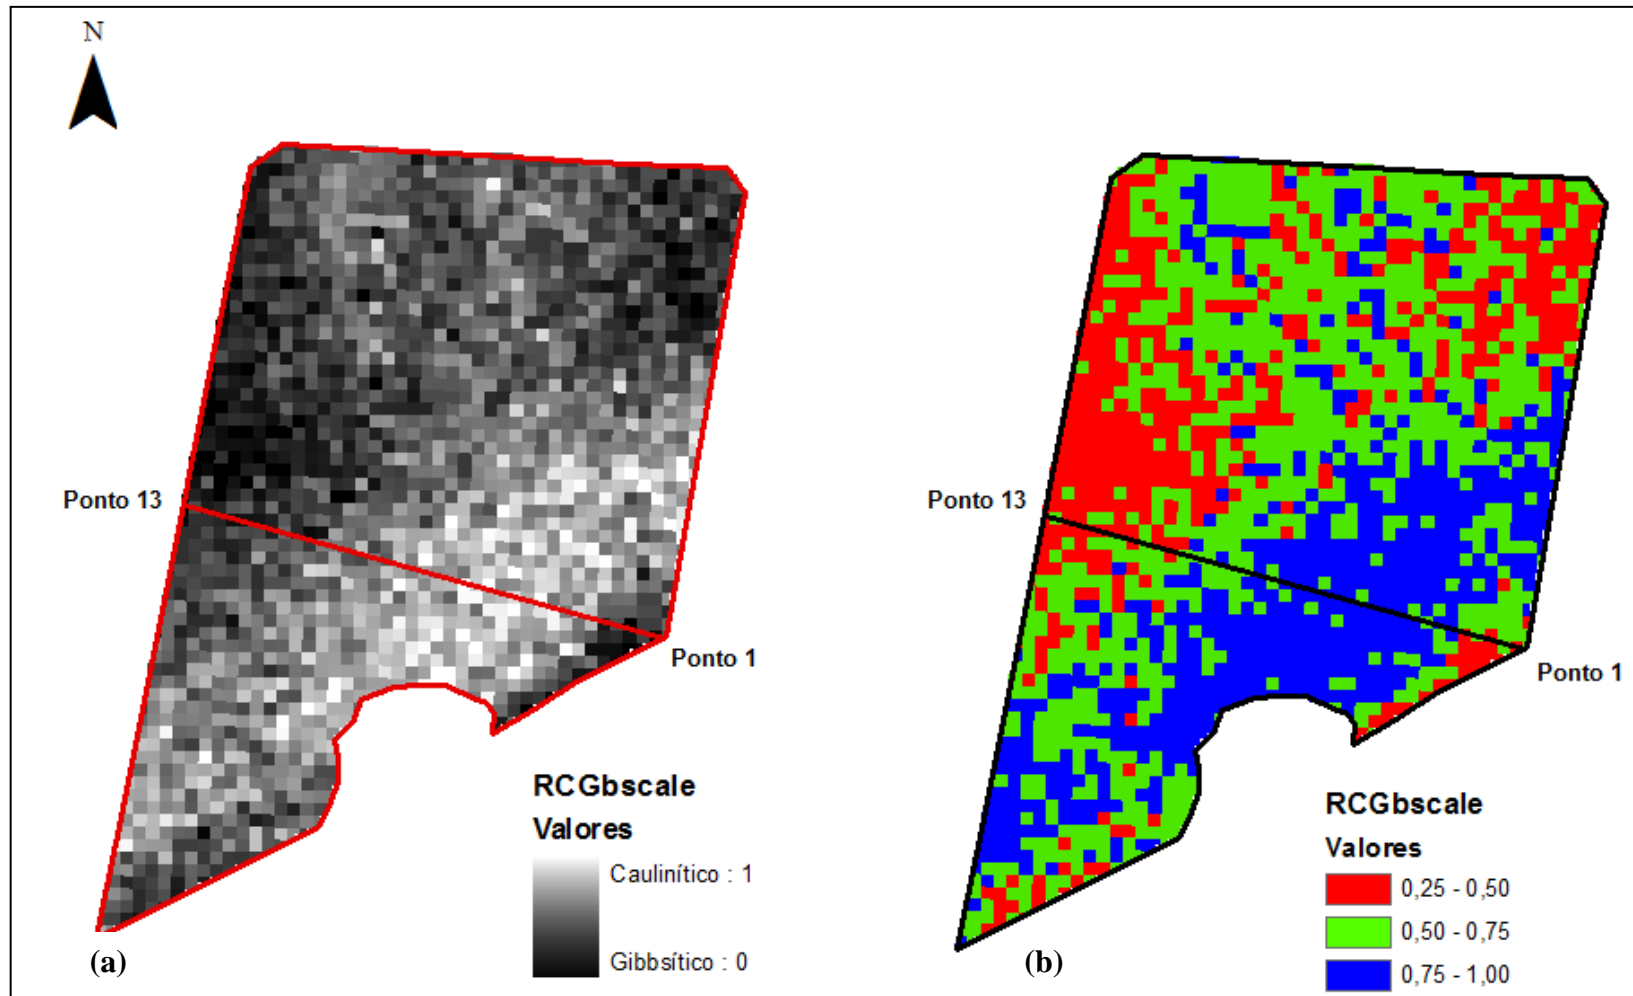 N
Ponto 13
Ponto 1
RCGbscale
Valores
Caulinítico : 1
Gibbsítico : 0
(a)
Ponto 13
Ponto 1
RCGbscale
Valores
0,25 - 0,50
0,50 - 0,75
0,75 - 1,00
(b)